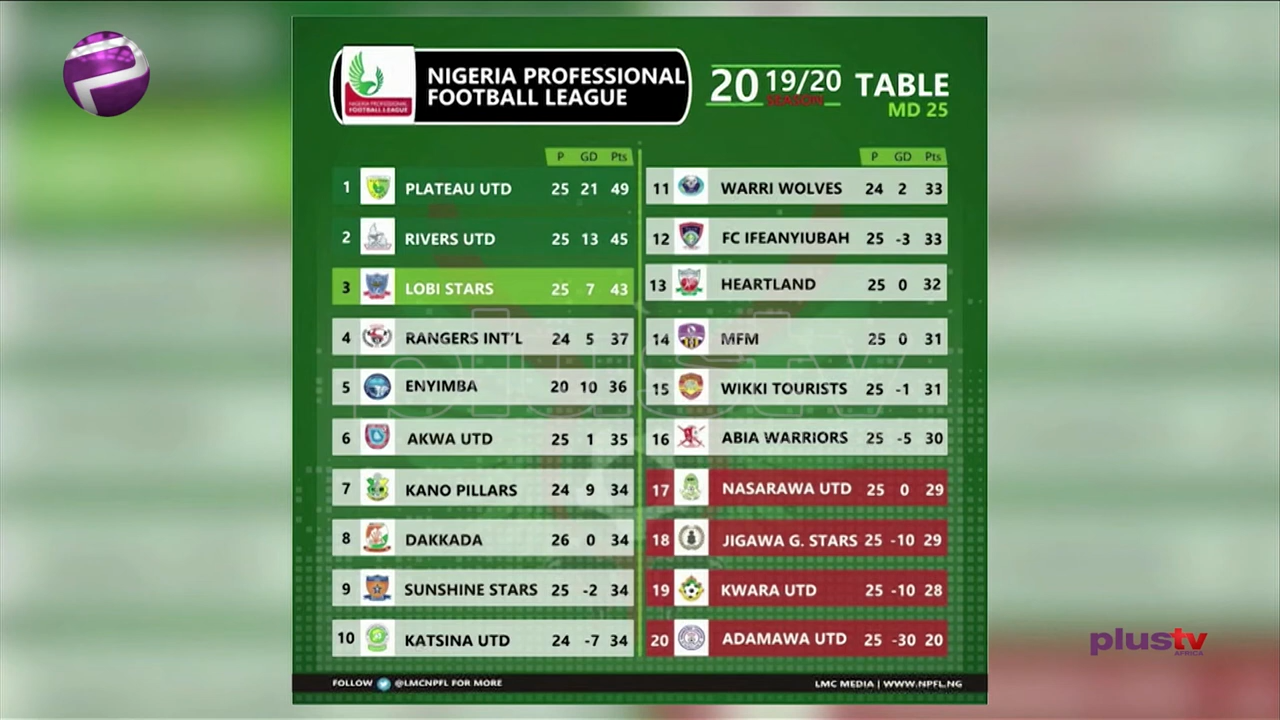 NIGERIA PROFESSIONAL
FOOTBALL LEAGUE
NIGERIA PROFESSIONAL
FOOTBALL LEAGUE
2019/20
SEASON
TABLE
MD 25
P GD Pts
1 PLATEAU UTD 25 21 49
2 RIVERS UTD 25 13 45
3 LOBI STARS 25 7 43
4 RANGERS INT'L 24 5 37
5 ENYIMBA 20 10 36
6 AKWA UTD 25 1 35
7 KANO PILLARS 24 9 34
8 DAKKADA 26 0 34
9 SUNSHINE STARS 25 -2 34
10 KATSINA UTD 24 -7 34
P GD Pts
11 WARRI WOLVES 24 2 33
12 FC IFEANYIUBAH 25 -3 33
13 HEARTLAND 25 0 32
14 MFM 25 0 31
15 WIKKI TOURISTS 25 -1 31
16 ABIA WARRIORS 25 -5 30
17 NASARAWA UTD 25 0 29
18 JIGAWA G. STARS 25 -10 29
19 KWARA UTD 25 -10 28
20 ADAMAWA UTD 25 -30 20
plustv
FOLLOW @LMCNPFL FOR MORE
LMC MEDIA | WWW.NPFL.NG
plustv
AFRICA